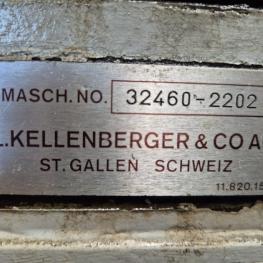 MASCH.NO. 32460-2202
L.KELLENBERGER & CO A
ST. GALLEN SCHWEIZ
11.820.15